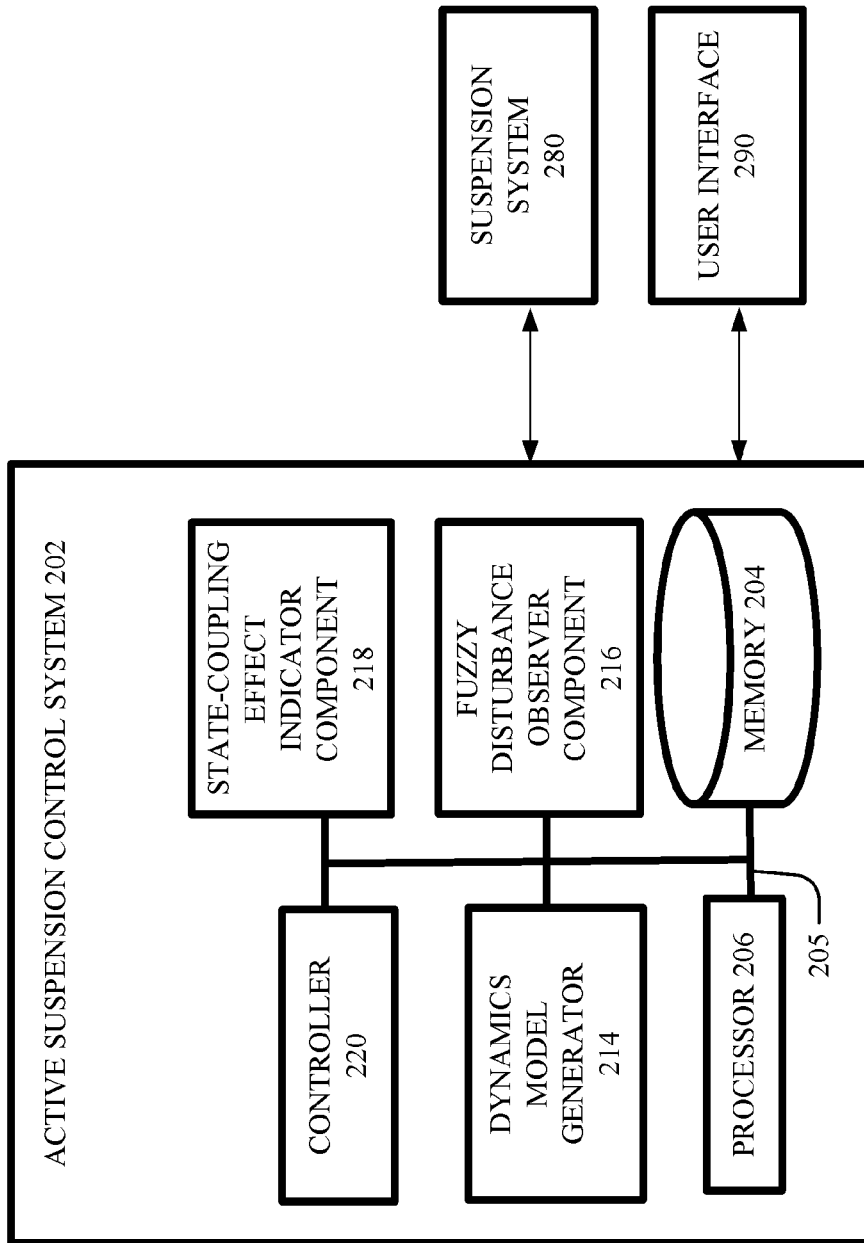 ACTIVE SUSPENSION CONTROL SYSTEM 202
CONTROLLER
220
STATE-COUPLING
EFFECT
INDICATOR
COMPONENT
218
DYNAMICS
MODEL
GENERATOR
214
FUZZY
DISTURBANCE
OBSERVER
COMPONENT
216
PROCESSOR 206
205
MEMORY 204
SUSPENSION
SYSTEM
280
USER INTERFACE
290